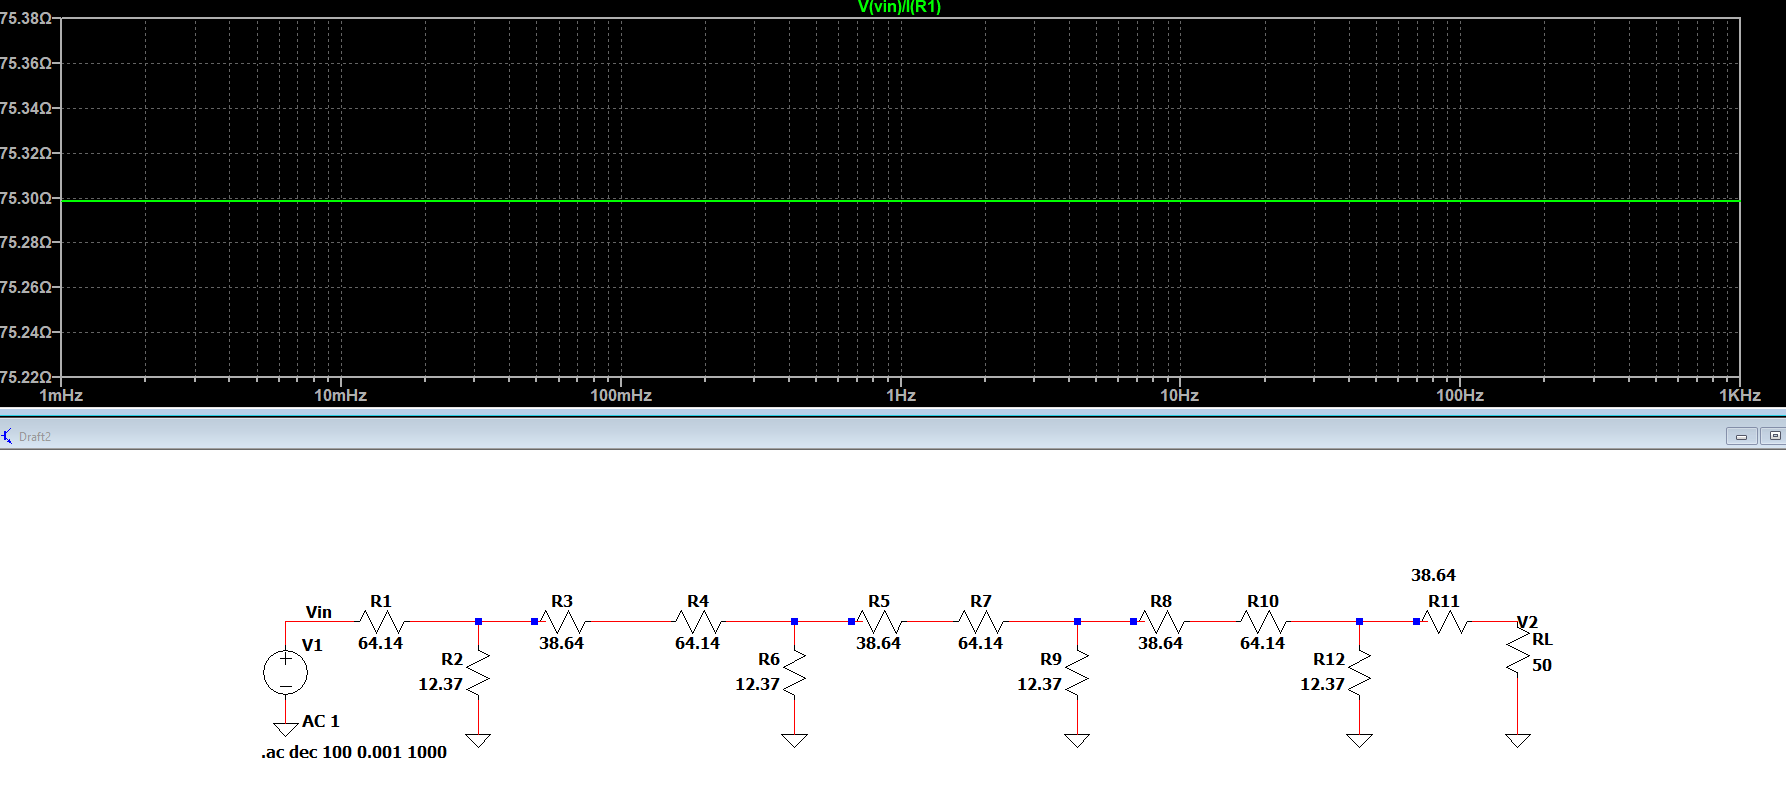 V(vin)/I(R1)
75.38Ω
75.36Ω
75.34Ω
75.32Ω
75.30Ω
75.28Ω
75.26Ω
75.24Ω
75.22Ω
1mHz 10mHz 100mHz 1Hz 10Hz 100Hz 1KHz
Draft2
38.64
Vin R1 R3 R4 R5 R7 R8 R10 R11
V2
64.14 38.64 64.14 38.64 64.14 38.64 64.14
V1 RL
R2 R6 R9 R12 50
12.37 12.37 12.37 12.37
AC 1
.ac dec 100 0.001 1000